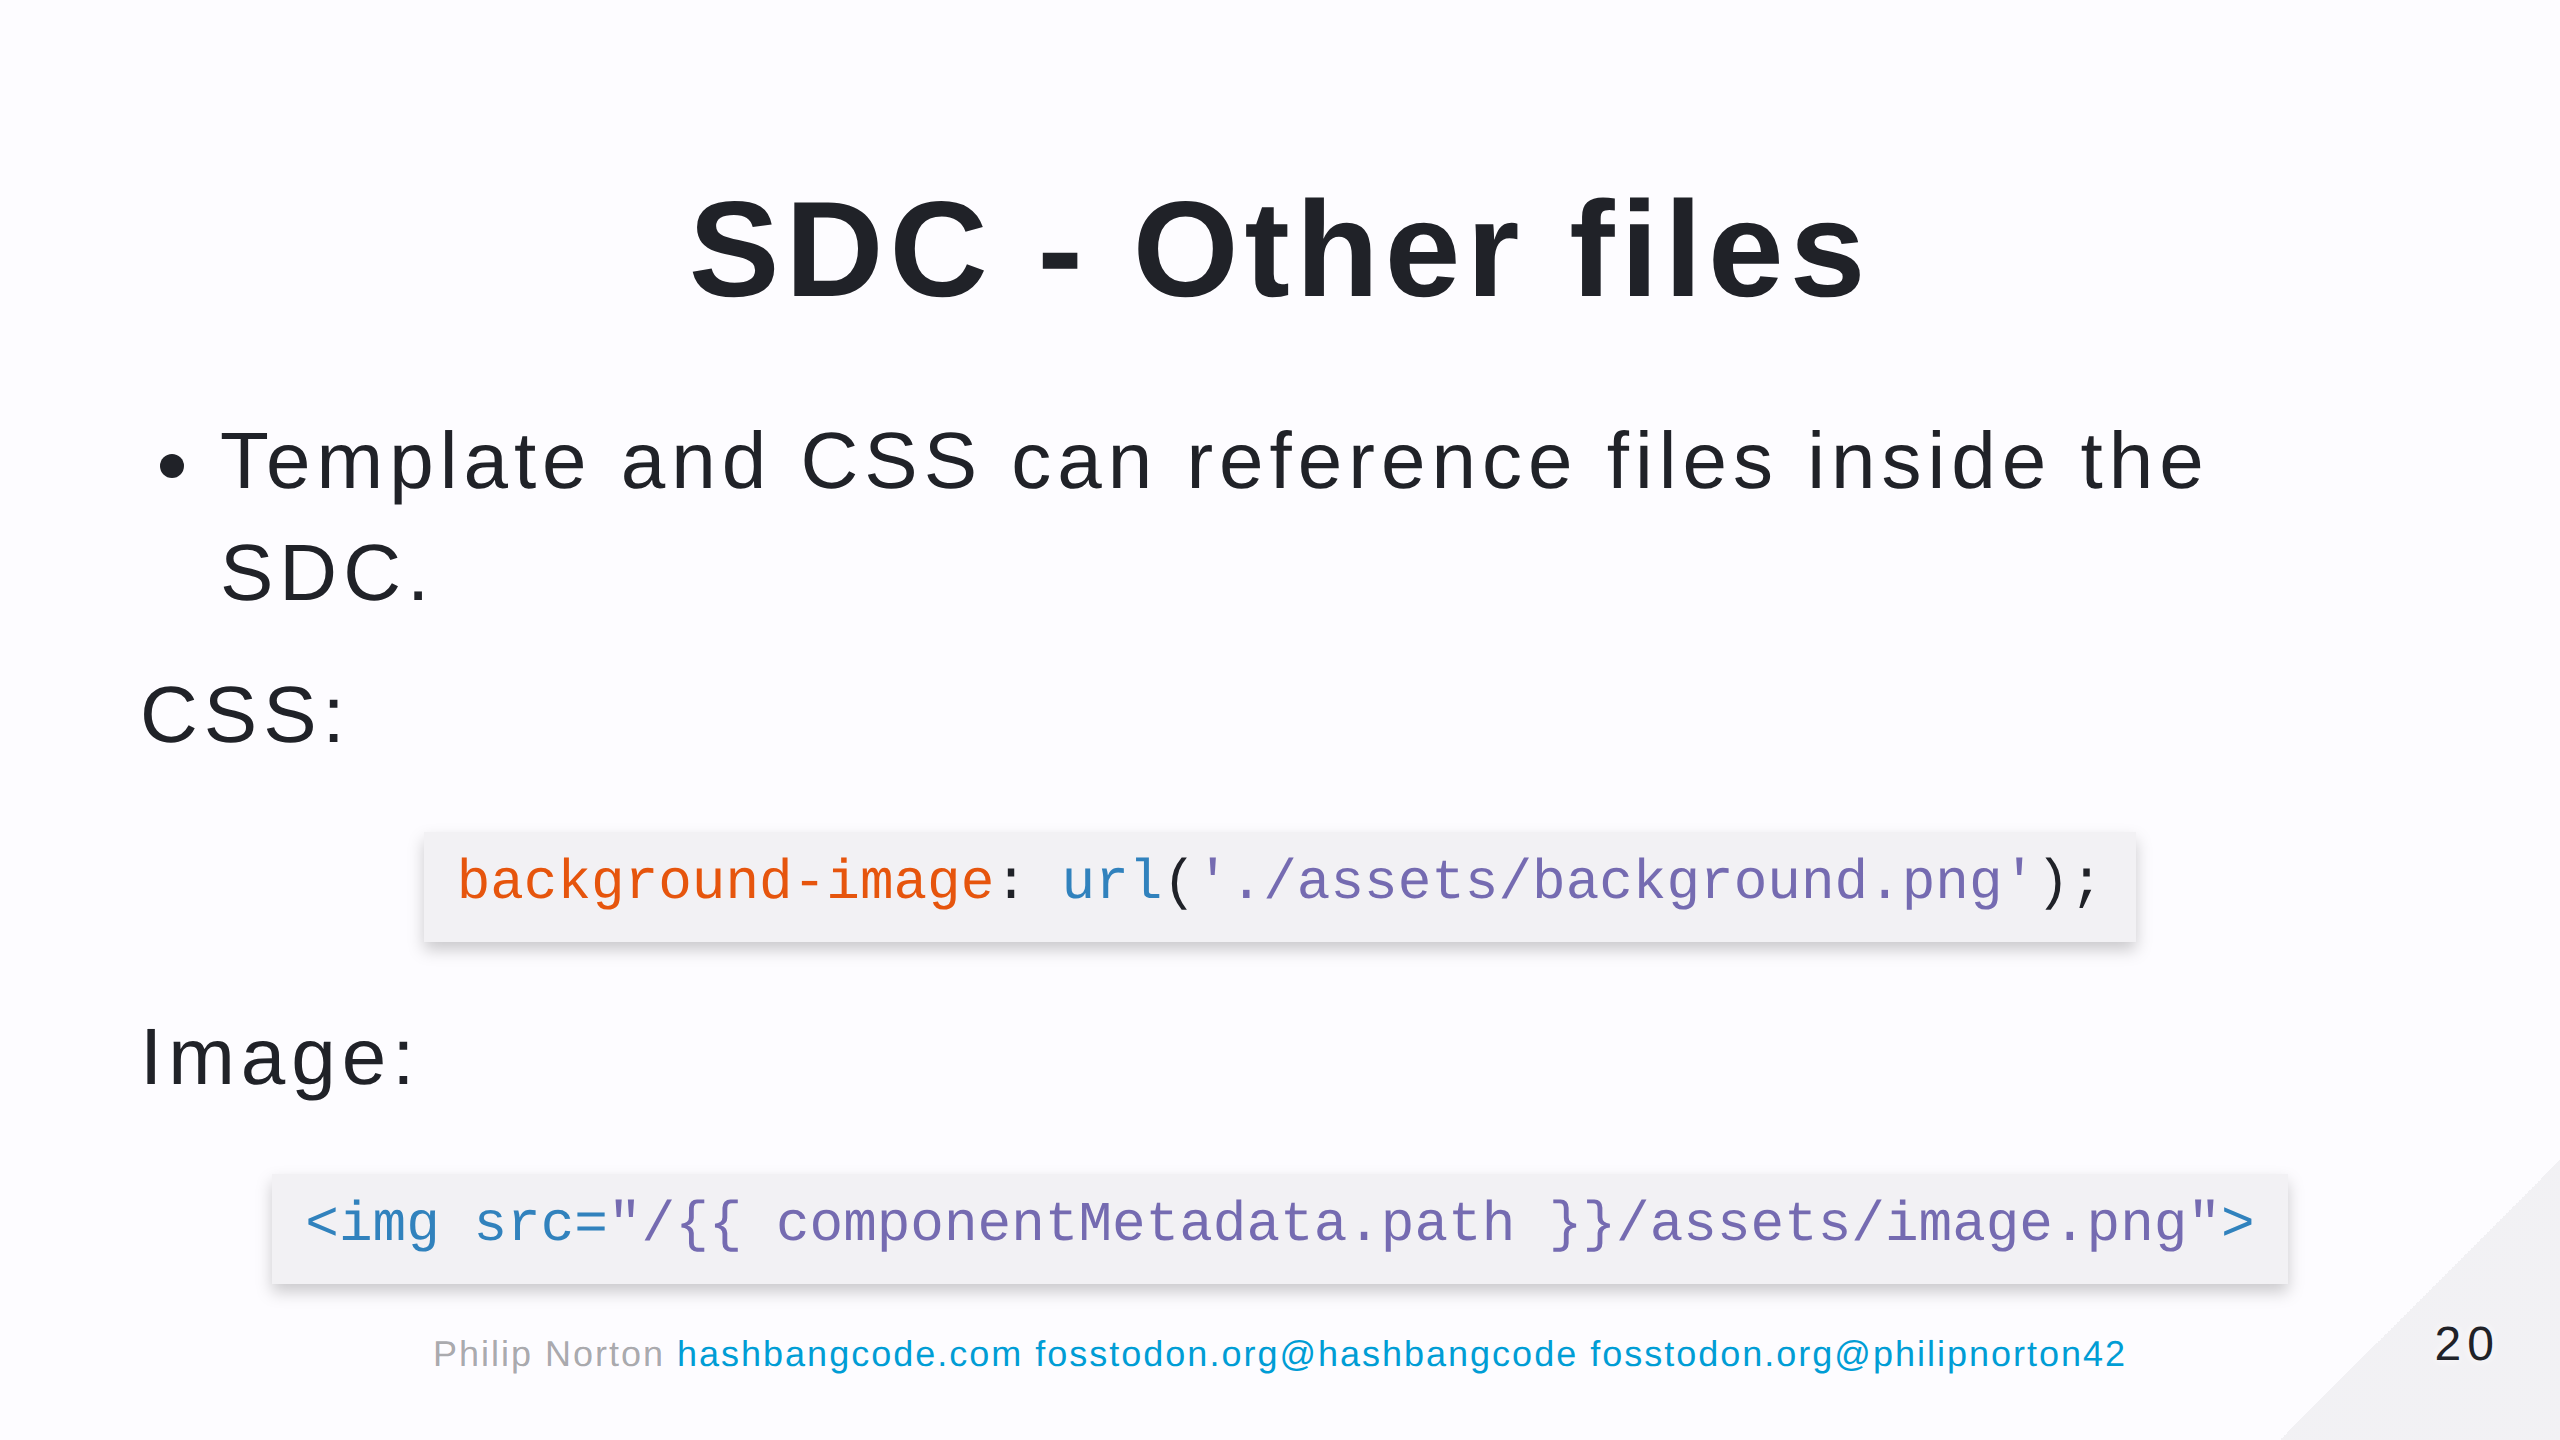 SDC - Other files
• Template and CSS can reference files inside the
SDC.
CSS:
background-image: url('./assets/background.png');
Image:
<img src="/{{ componentMetadata.path }}/assets/image.png">
Philip Norton hashbangcode.com fosstodon.org@hashbangcode fosstodon.org@philipnorton42
20